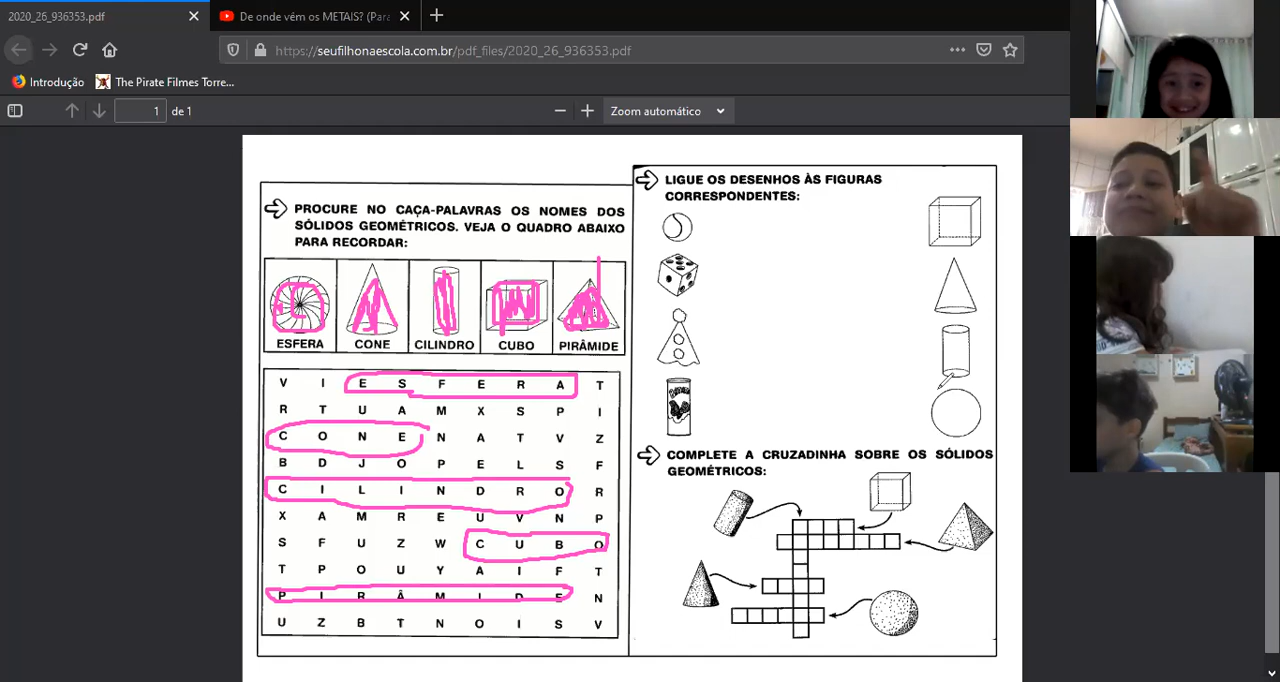 2020_26_936353.pdf
De onde vêm os METAIS? (Para
https://seufilhonaescola.com.br/pdf_files/2020_26_936353.pdf
Introdução
The Pirate Filmes Torre...
1 de 1
Zoom automático
PROCURE NO CAÇA-PALAVRAS OS NOMES DOS
SÓLIDOS GEOMÉTRICOS. VEJA O QUADRO ABAIXO
PARA RECORDAR:
ESFERA CONE CILINDRO CUBO PIRÂMIDE
V I E S F E R A T
R T U A M X S P I
C O N E N A T V Z
B D J O P E L S F
C I L I N D R O R
X A M R E U V N P
S F U Z W C U B O
T P O U Y A I F T
P I R Â M I D E N
U Z B T N O I S V
LIGUE OS DESENHOS ÀS FIGURAS
CORRESPONDENTES:
COMPLETE A CRUZADINHA SOBRE OS SÓLIDOS
GEOMÉTRICOS: